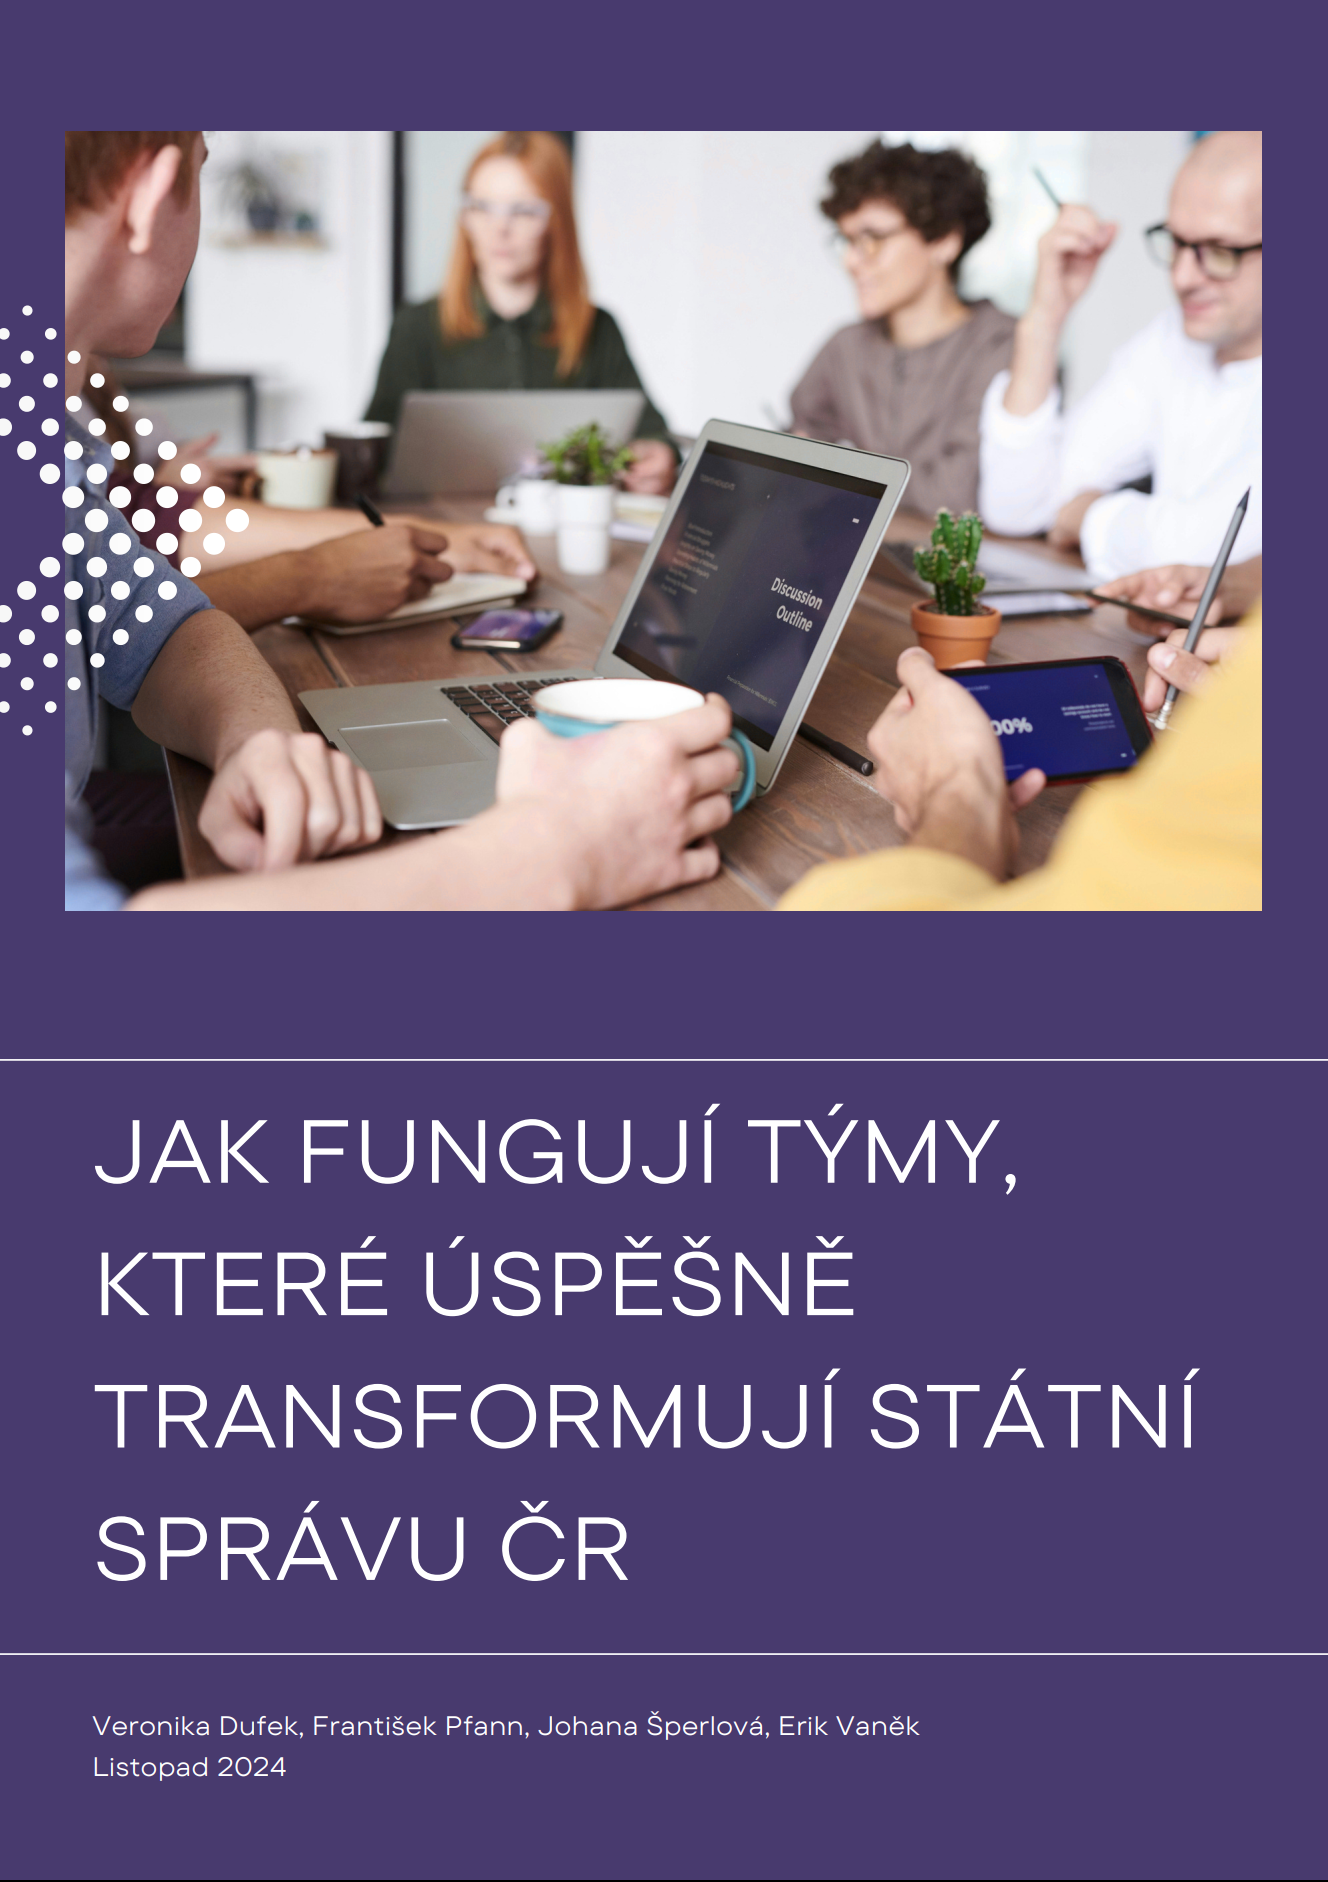 Discussion
Outline
00%
JAK FUNGUJÍ TÝMY,
KTERÉ ÚSPĚŠNĚ
TRANSFORMUJÍ STÁTNÍ
SPRÁVU ČR
Veronika Dufek, František Pfann, Johana Šperlová, Erik Vaněk
Listopad 2024